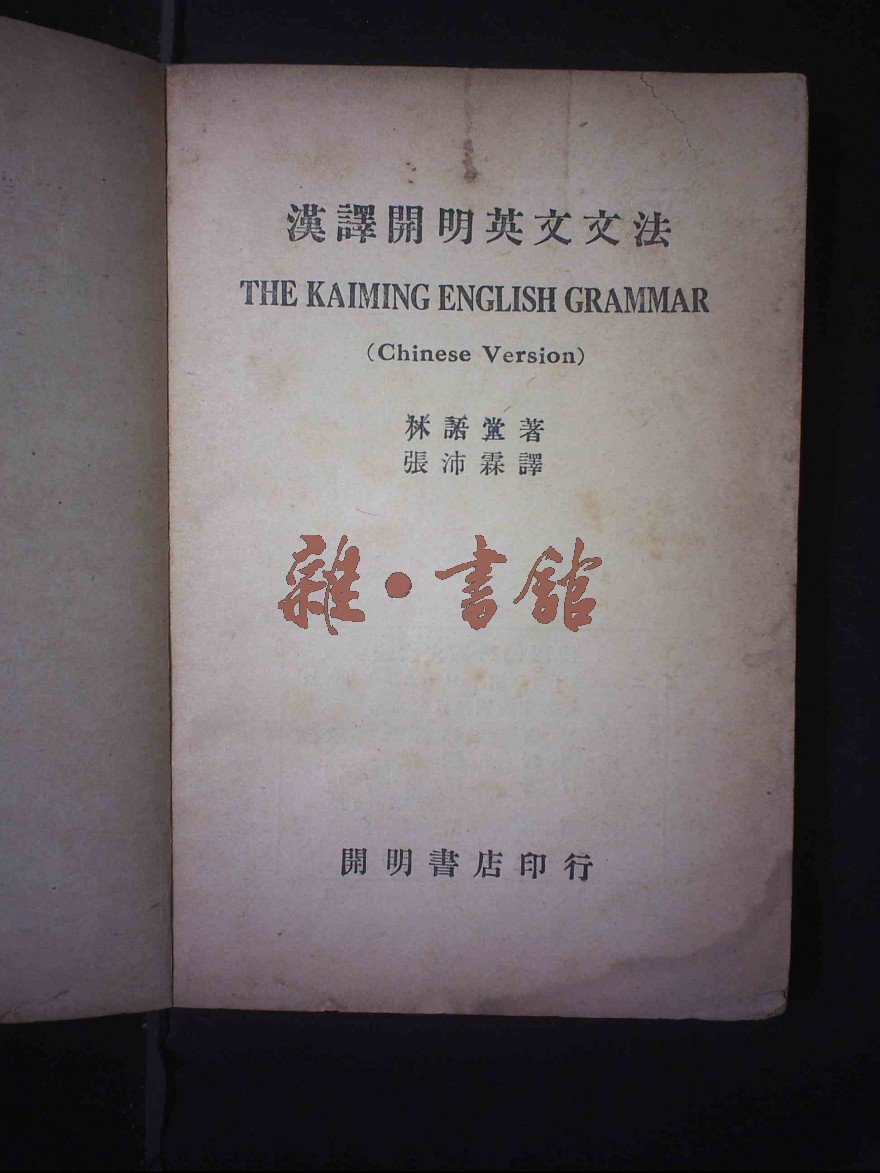 漢譯開明英文文法
THE KAIMING ENGLISH GRAMMAR
(Chinese Version)
林語堂著
張沛霖譯
雜·書館
開明書店印行